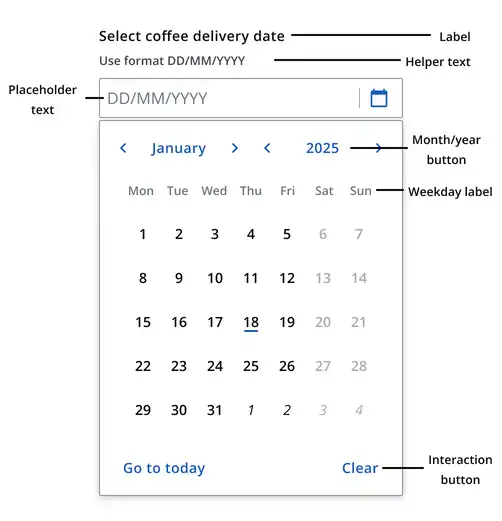 Select coffee delivery date
Label
Use format DD/MM/YYYY
Helper text
Placeholder
text
DD/MM/YYYY
January
2025
Month/year
button
Mon Tue Wed Thu Fri Sat Sun
Weekday label
1 2 3 4 5 6 7
8 9 10 11 12 13 14
15 16 17 18 19 20 21
22 23 24 25 26 27 28
29 30 31 1 2 3 4
Go to today
Clear
Interaction
button